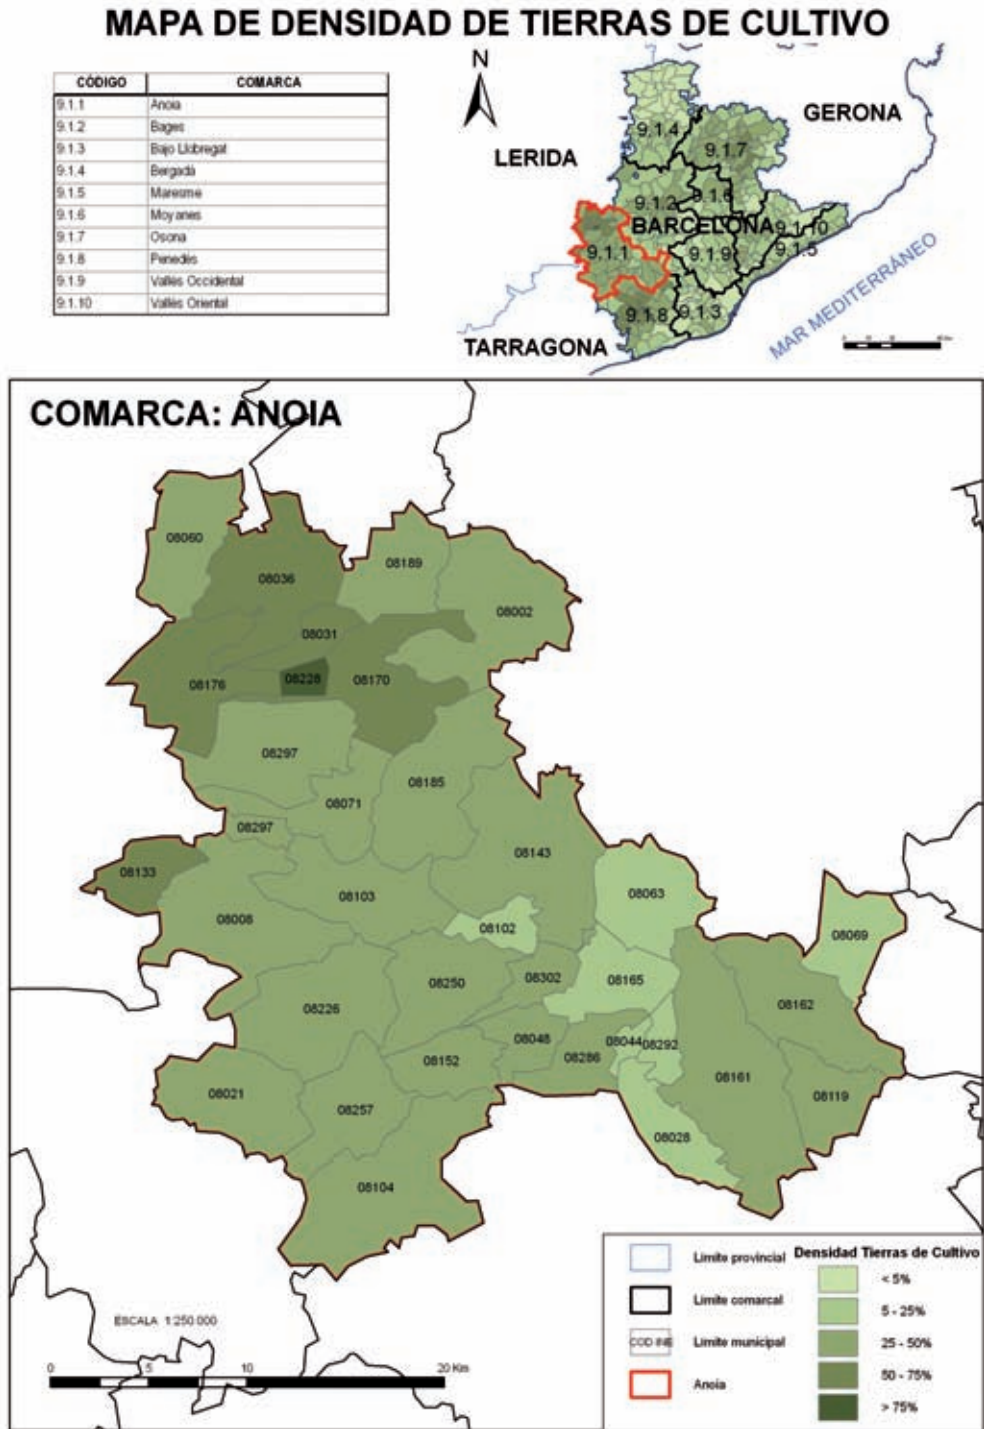 MAPA DE DENSIDAD DE TIERRAS DE CULTIVO
CÓDIGO COMARCA
9.1.1 Anoia
9.1.2 Bages
9.1.3 Bajo Llobregat
9.1.4 Bergadá
9.1.5 Maresme
9.1.6 Moyanes
9.1.7 Osona
9.1.8 Penedés
9.1.9 Vallés Occidental
9.1.10 Vallés Oriental
N
GERONA
LERIDA
9.1.4
9.1.7
9.1.2
9.1.6
BARCELONA
9.1.10
9.1.1
9.1.9
9.1.5
9.1.8
9.1.3
TARRAGONA
MAR MEDITERRÁNEO
COMARCA: ANOIA
08060
08036
08189
08002
08031
08176
08228
08170
08297
08185
08071
08297
08143
08133
08103
08063
08008
08102
08069
08250
08302
08165
08226
08162
08048
08044
08292
08152
08286
08161
08021
08257
08119
08028
08104
ESCALA 1:250 000
0 5 10 20 Km
Límite provincial
Límite comarcal
COD INE Límite municipal
Anoia
Densidad Tierras de Cultivo
< 5%
5 - 25%
25 - 50%
50 - 75%
> 75%